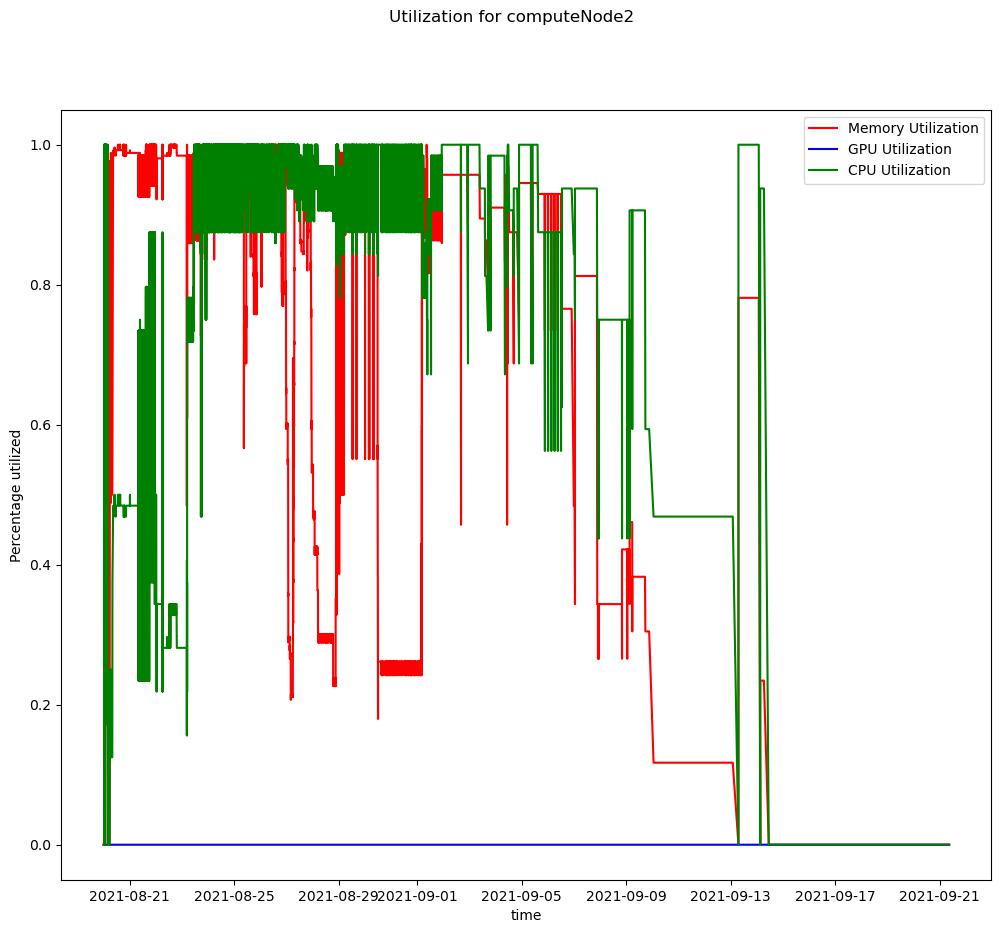 Utilization for computeNode2
Memory Utilization
GPU Utilization
CPU Utilization
Percentage utilized
1.0
0.8
0.6
0.4
0.2
0.0
2021-08-21 2021-08-25 2021-08-29 2021-09-01 2021-09-05 2021-09-09 2021-09-13 2021-09-17 2021-09-21
time